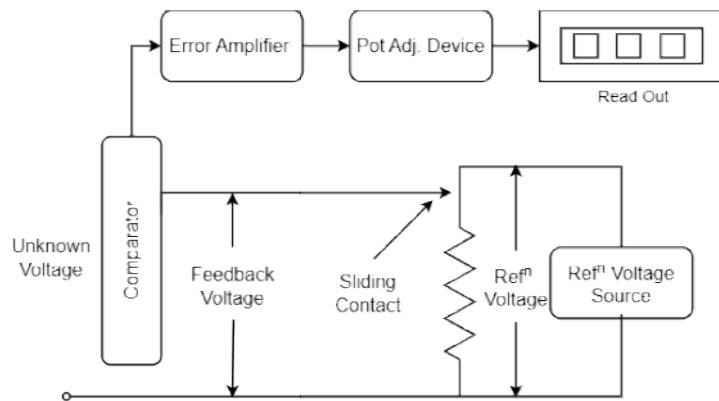 Error Amplifier
Pot Adj. Device
Read Out
Comparator
Unknown
Voltage
Feedback
Voltage
Sliding
Contact
Refⁿ
Voltage
Refⁿ Voltage
Source